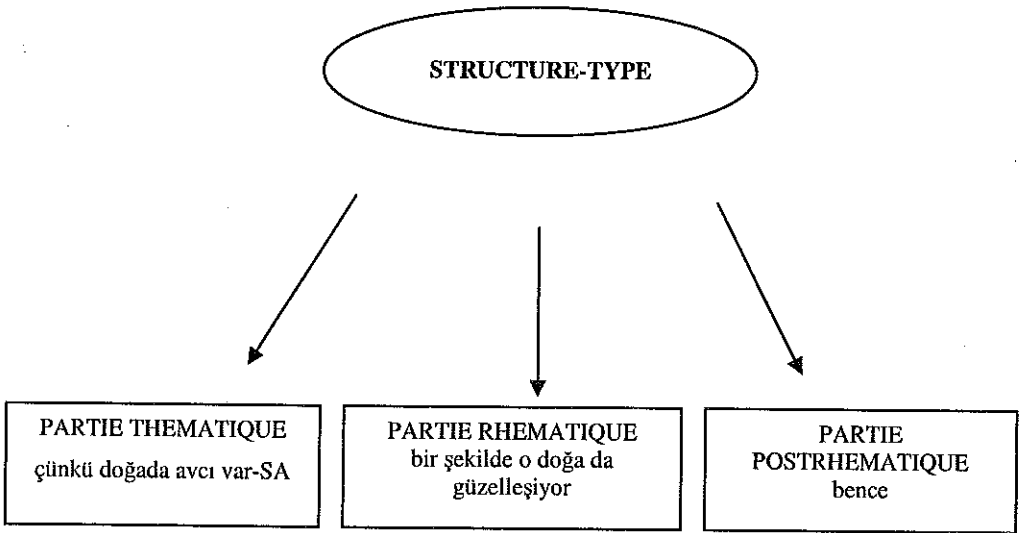 STRUCTURE-TYPE
PARTIE THEMATIQUE
çünkü doğada avcı var-SA
PARTIE RHEMATIQUE
bir şekilde o doğa da
güzelleşiyor
PARTIE
POSTRHEMATIQUE
bence